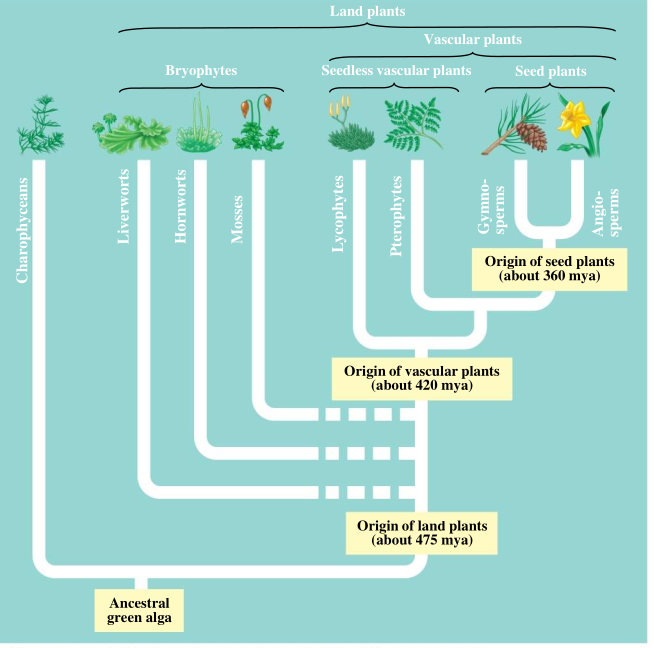 Land plants
Vascular plants
Bryophytes
Seedless vascular plants
Seed plants
Charophyceans
Liverworts
Hornworts
Mosses
Lycophytes
Pterophytes
Gymno-
sperms
Angio-
sperms
Origin of seed plants
(about 360 mya)
Origin of vascular plants
(about 420 mya)
Origin of land plants
(about 475 mya)
Ancestral
green alga